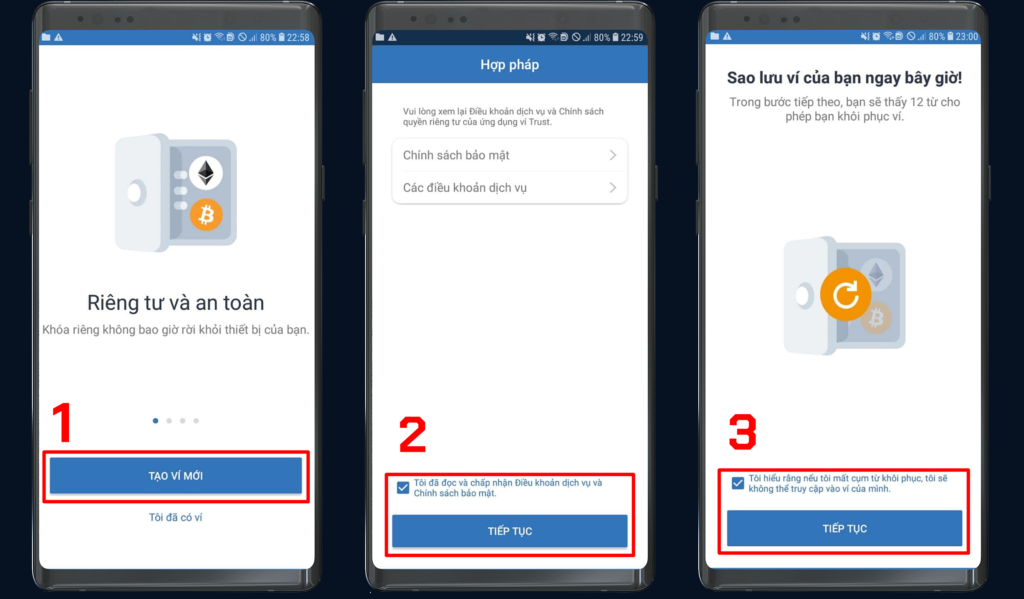 80% 22:58
Riêng tư và an toàn
Khóa riêng không bao giờ rời khỏi thiết bị của bạn.
1
TẠO VÍ MỚI
Tôi đã có ví
80% 22:59
Hợp pháp
Vui lòng xem lại Điều khoản dịch vụ và Chính sách
quyền riêng tư của ứng dụng ví Trust.
Chính sách bảo mật
Các điều khoản dịch vụ
2
Tôi đã đọc và chấp nhận Điều khoản dịch vụ và
Chính sách bảo mật.
TIẾP TỤC
80% 23:00
Sao lưu ví của bạn ngay bây giờ!
Trong bước tiếp theo, bạn sẽ thấy 12 từ cho
phép bạn khôi phục ví.
3
Tôi hiểu rằng nếu tôi mất cụm từ khôi phục, tôi sẽ
không thể truy cập vào ví của mình.
TIẾP TỤC